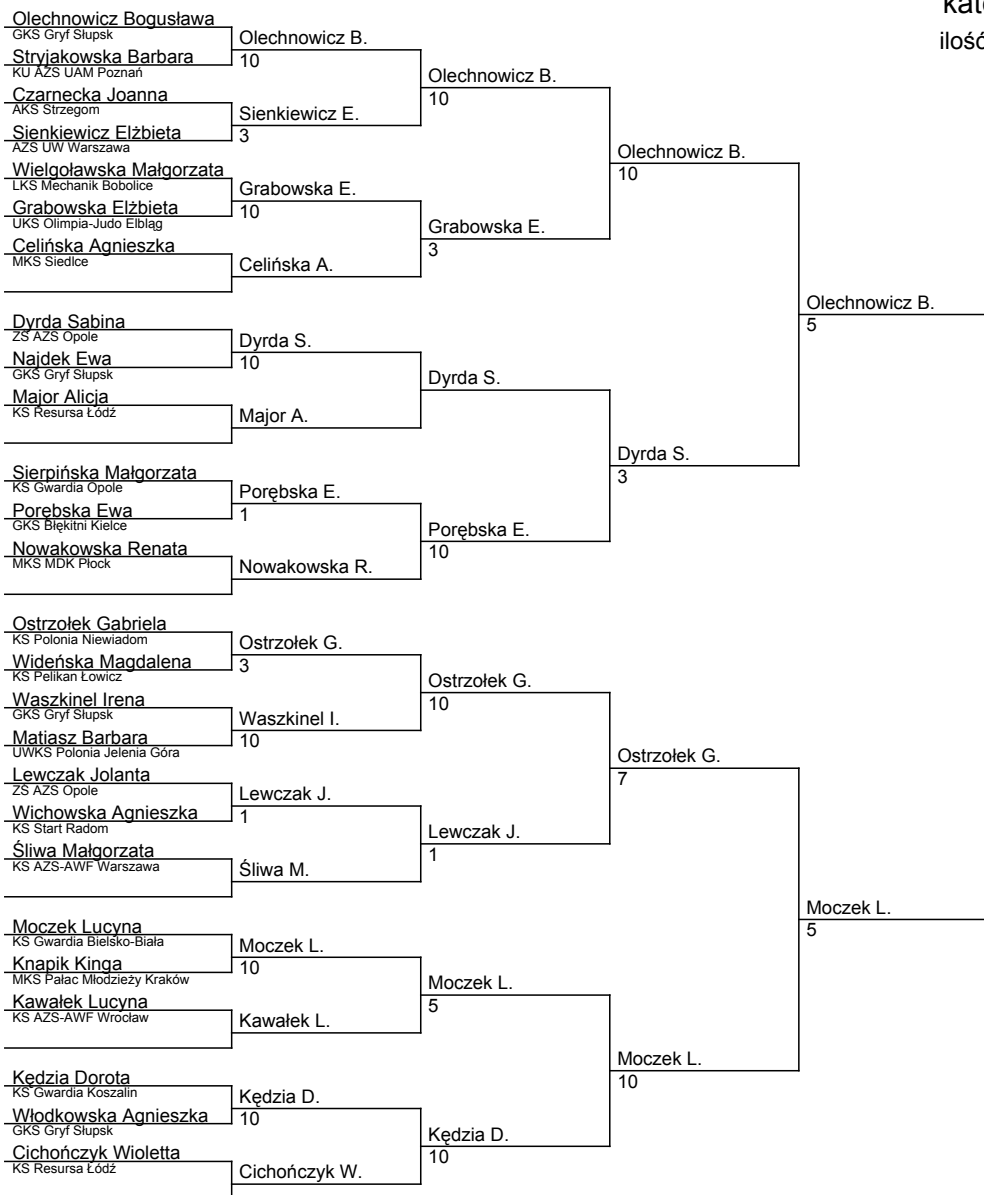 kate
ilość
Olechnowicz Bogusława
GKS Gryf Słupsk
Olechnowicz B.
Stryjakowska Barbara
10
KU AZS UAM Poznań
Olechnowicz B.
Czarnecka Joanna
10
AKS Strzegom
Sienkiewicz E.
Sienkiewicz Elżbieta
3
AZS UW Warszawa
Olechnowicz B.
Wielgoławska Małgorzata
10
LKS Mechanik Bobolice
Grabowska E.
Grabowska Elżbieta
10
UKS Olimpia-Judo Elbląg
Grabowska E.
Celińska Agnieszka
3
MKS Siedlce
Celińska A.
Olechnowicz B.
5
Dyrda Sabina
ZS AZS Opole
Dyrda S.
Najdek Ewa
10
GKS Gryf Słupsk
Dyrda S.
Major Alicja
KS Resursa Łódź
Major A.
Dyrda S.
3
Sierpińska Małgorzata
KS Gwardia Opole
Porębska E.
Porębska Ewa
1
GKS Błękitni Kielce
Porębska E.
Nowakowska Renata
10
MKS MDK Płock
Nowakowska R.
Ostrzołek Gabriela
KS Polonia Niewiadom
Ostrzołek G.
Wideńska Magdalena
3
KS Pelikan Łowicz
Ostrzołek G.
Waszkinel Irena
10
GKS Gryf Słupsk
Waszkinel I.
Matiasz Barbara
10
UWKS Polonia Jelenia Góra
Ostrzołek G.
Lewczak Jolanta
7
ZS AZS Opole
Lewczak J.
Wichowska Agnieszka
1
KS Start Radom
Lewczak J.
Śliwa Małgorzata
1
KS AZS-AWF Warszawa
Śliwa M.
Moczek L.
5
Moczek Lucyna
KS Gwardia Bielsko-Biała
Moczek L.
Knapik Kinga
10
MKS Pałac Młodzieży Kraków
Moczek L.
Kawałek Lucyna
5
KS AZS-AWF Wrocław
Kawałek L.
Moczek L.
10
Kędzia Dorota
KS Gwardia Koszalin
Kędzia D.
Włodkowska Agnieszka
10
GKS Gryf Słupsk
Kędzia D.
Cichończyk Wioletta
10
KS Resursa Łódź
Cichończyk W.